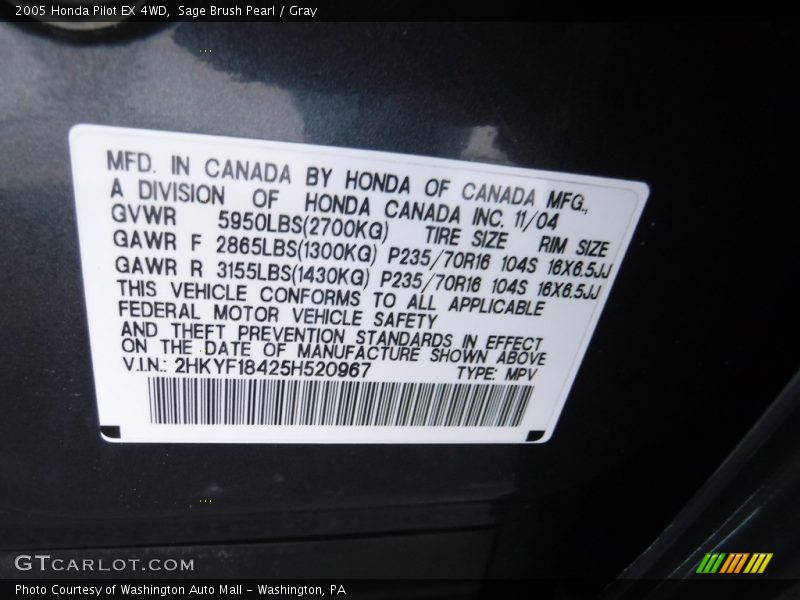 2005 Honda Pilot EX 4WD,  Sage Brush Pearl / Gray
MFD. IN CANADA BY HONDA OF CANADA MFG.,
A DIVISION OF HONDA CANADA INC. 11/04
GVWR 5950LBS(2700KG) TIRE SIZE RIM SIZE
GAWR F 2865LBS(1300KG) P235/70R16 104S 16X6.5JJ
GAWR R 3155LBS(1430KG) P235/70R16 104S 16X6.5JJ
THIS VEHICLE CONFORMS TO ALL APPLICABLE
FEDERAL MOTOR VEHICLE SAFETY
AND THEFT PREVENTION STANDARDS IN EFFECT
ON THE DATE OF MANUFACTURE SHOWN ABOVE
V.I.N.: 2HKYF18425H520967 TYPE: MPV
GTCARLOT.COM
Photo Courtesy of Washington Auto Mall - Washington, PA